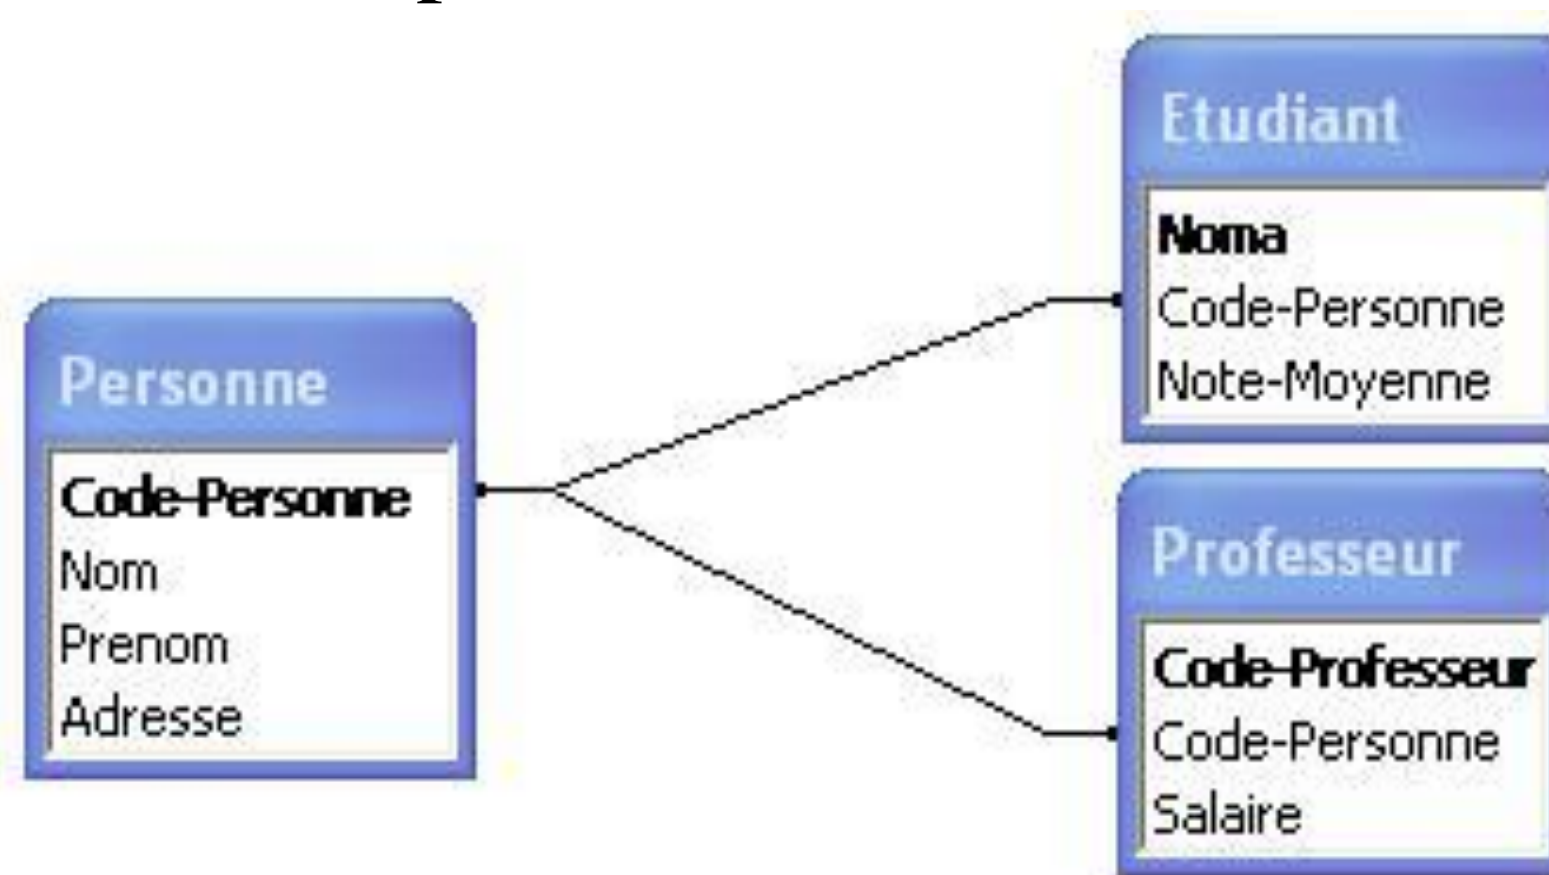 Personne
Code-Personne
Nom
Prenom
Adresse
Etudiant
Noma
Code-Personne
Note-Moyenne
Professeur
Code-Professeur
Code-Personne
Salaire